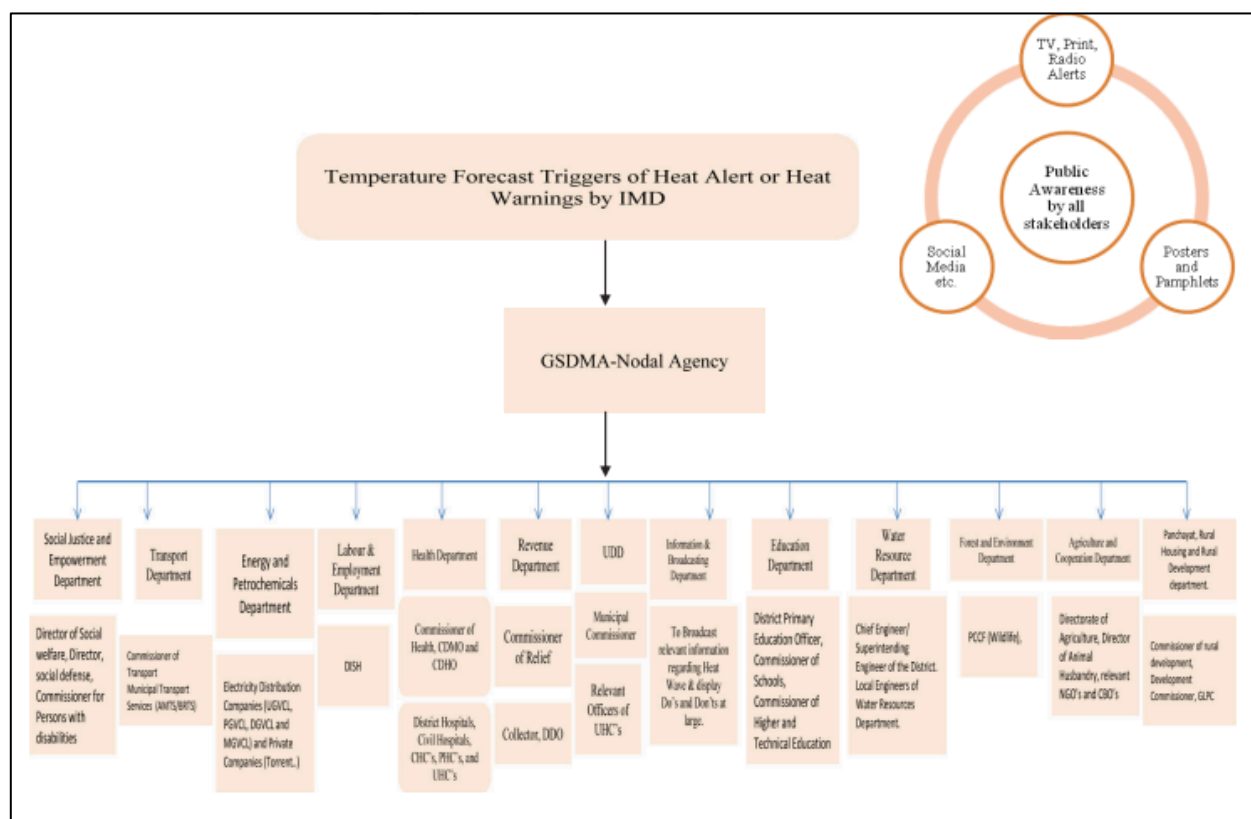 TV, Print,
Radio
Alerts
Public
Awareness
by all
stakeholders
Social
Media
etc.
Posters
and
Pamphlets
Temperature Forecast Triggers of Heat Alert or Heat
Warnings by IMD
GSDMA-Nodal Agency
Social Justice and
Empowerment
Department
Director of Social
welfare, Director,
social defense,
Commissioner for
Persons with
disabilities
Transport
Department
Commissioner of
Transport
Municipal Transport
Services (AMTS/BRTS)
Energy and
Petrochemicals
Department
Electricity Distribution
Companies (UGVCL,
PGVCL, DGVCL and
MGVCL) and Private
Companies (Torrent..)
Labour &
Employment
Department
DISH
Health Department
Commissioner of
Health, CDMO and
CDHO
District Hospitals,
Civil Hospitals,
CHC's, PHC's, and
UHC's
Revenue
Department
Commissioner
of Relief
Collector, DDO
UDD
Municipal
Commissioner
Relevant
Officers of
UHC's
Information &
Broadcasting
Department
To Broadcast
relevant information
regarding Heat
Wave & display
Do's and Don'ts at
large.
Education
Department
District Primary
Education Officer,
Commissioner of
Schools,
Commissioner of
Higher and
Technical Education
Water
Resource
Department
Chief Engineer/
Superintending
Engineer of the District.
Local Engineers of
Water Resources
Department.
Forest and Environment
Department
PCCF (Wildlife),
Agriculture and
Cooperation Department
Directorate of
Agriculture, Director
of Animal
Husbandry, relevant
NGO's and CBO's
Panchayat, Rural
Housing and Rural
Development
department.
Commissioner of rural
development,
Development
Commissioner, GLPC